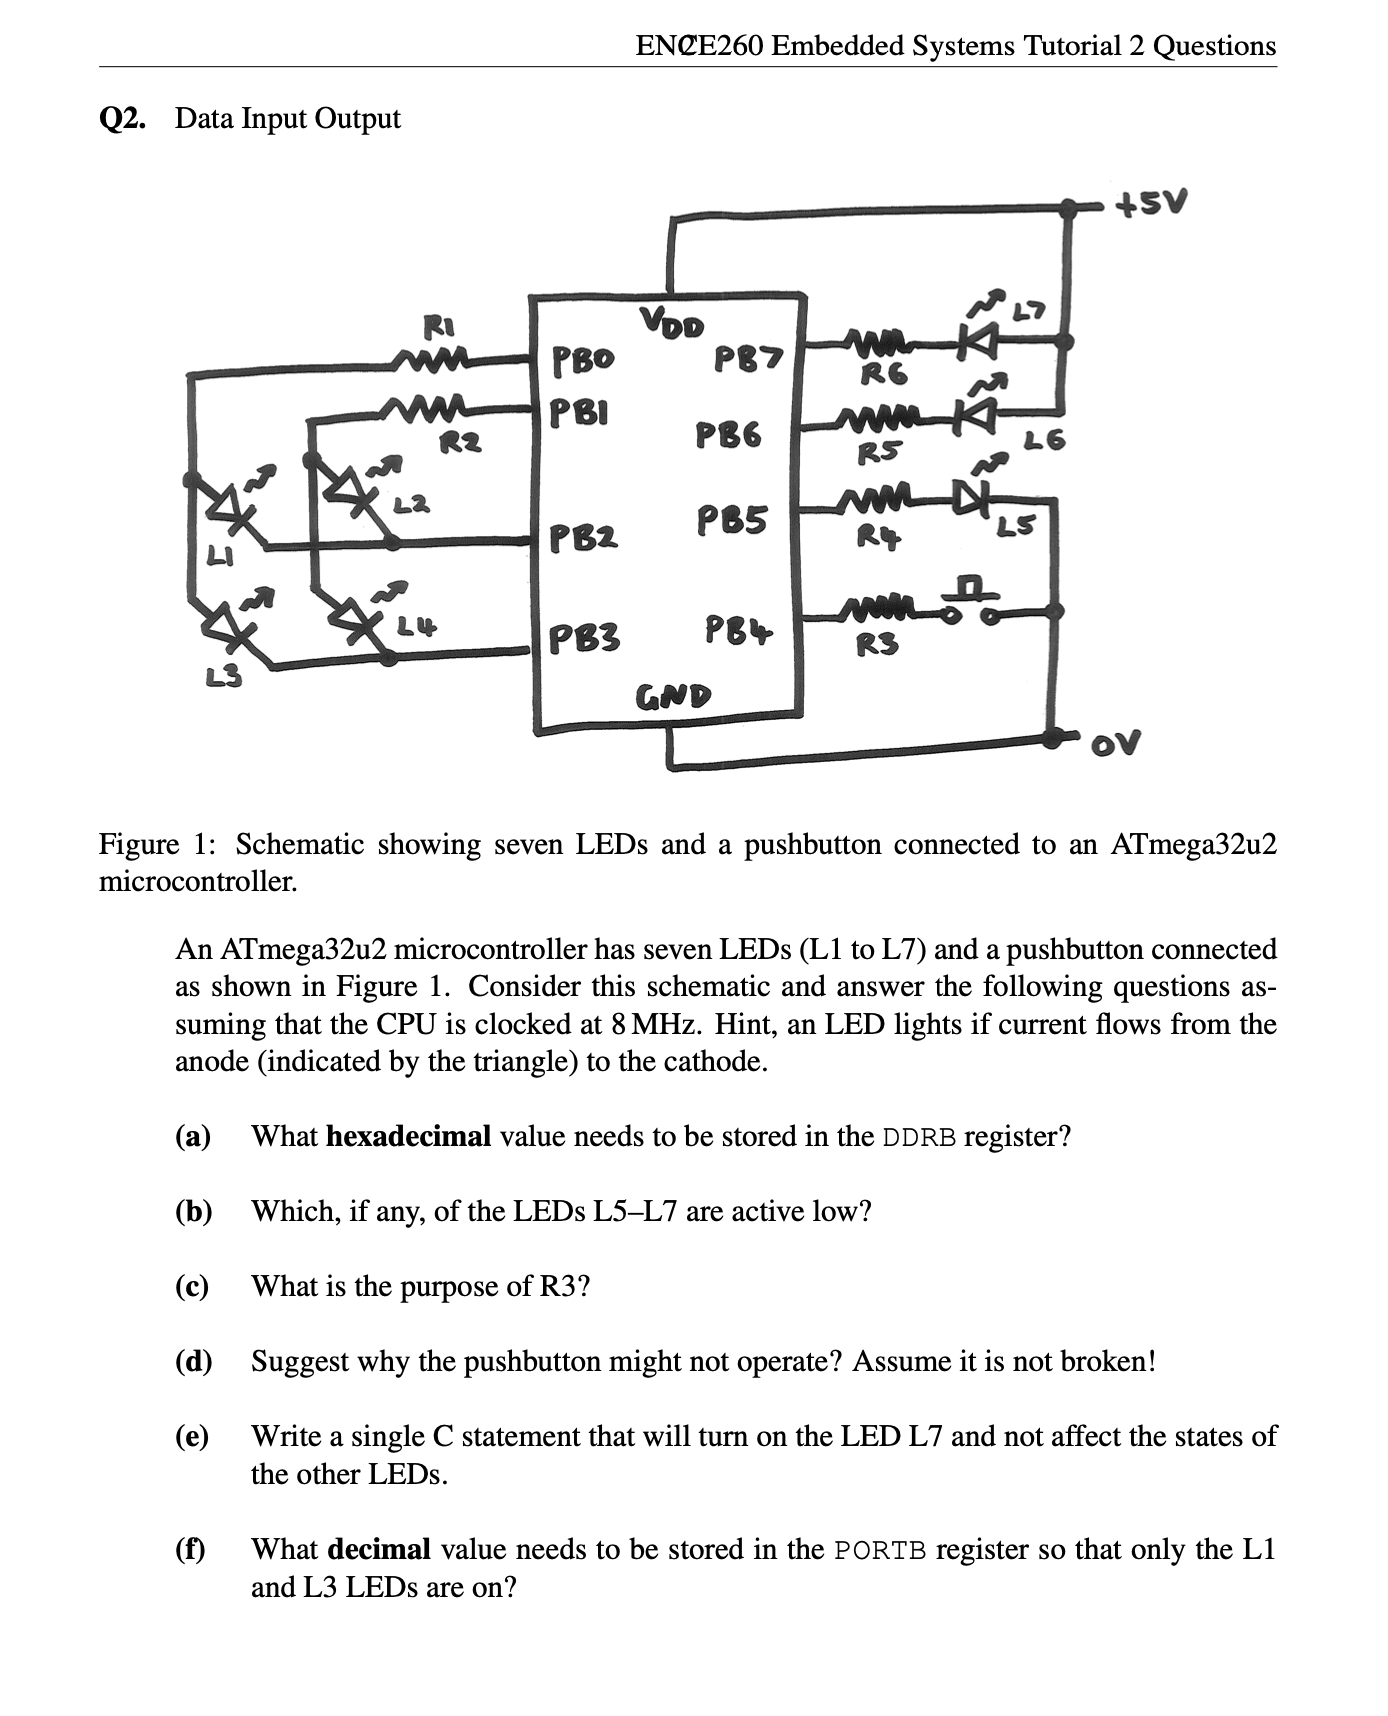 ENCE260 Embedded Systems Tutorial 2 Questions
Q2. Data Input Output
+5V
R1
VDD
L7
PB0
PB7
R6
PB1
R2
PB6
R5
L6
L2
PB5
L5
L1
PB2
R4
L4
PB3
PB4
R3
L3
GND
0V
Figure 1: Schematic showing seven LEDs and a pushbutton connected to an ATmega32u2
microcontroller.
An ATmega32u2 microcontroller has seven LEDs (L1 to L7) and a pushbutton connected
as shown in Figure 1. Consider this schematic and answer the following questions as-
suming that the CPU is clocked at 8 MHz. Hint, an LED lights if current flows from the
anode (indicated by the triangle) to the cathode.
(a) What hexadecimal value needs to be stored in the DDRB register?
(b) Which, if any, of the LEDs L5–L7 are active low?
(c) What is the purpose of R3?
(d) Suggest why the pushbutton might not operate? Assume it is not broken!
(e) Write a single C statement that will turn on the LED L7 and not affect the states of
the other LEDs.
(f) What decimal value needs to be stored in the PORTB register so that only the L1
and L3 LEDs are on?